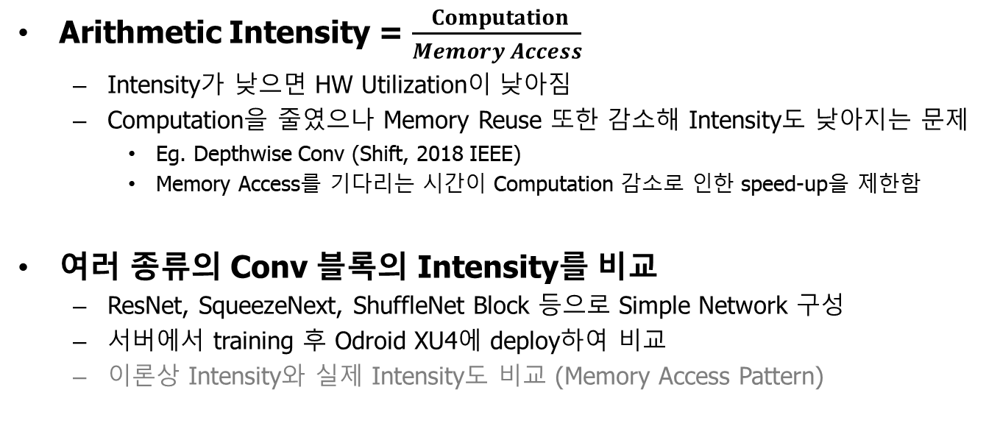 • Arithmetic Intensity = Computation / Memory Access
– Intensity가 낮으면 HW Utilization이 낮아짐
– Computation을 줄였으나 Memory Reuse 또한 감소해 Intensity도 낮아지는 문제
• Eg. Depthwise Conv (Shift, 2018 IEEE)
• Memory Access를 기다리는 시간이 Computation 감소로 인한 speed-up을 제한함
• 여러 종류의 Conv 블록의 Intensity를 비교
– ResNet, SqueezeNext, ShuffleNet Block 등으로 Simple Network 구성
– 서버에서 training 후 Odroid XU4에 deploy하여 비교
– 이론상 Intensity와 실제 Intensity도 비교 (Memory Access Pattern)